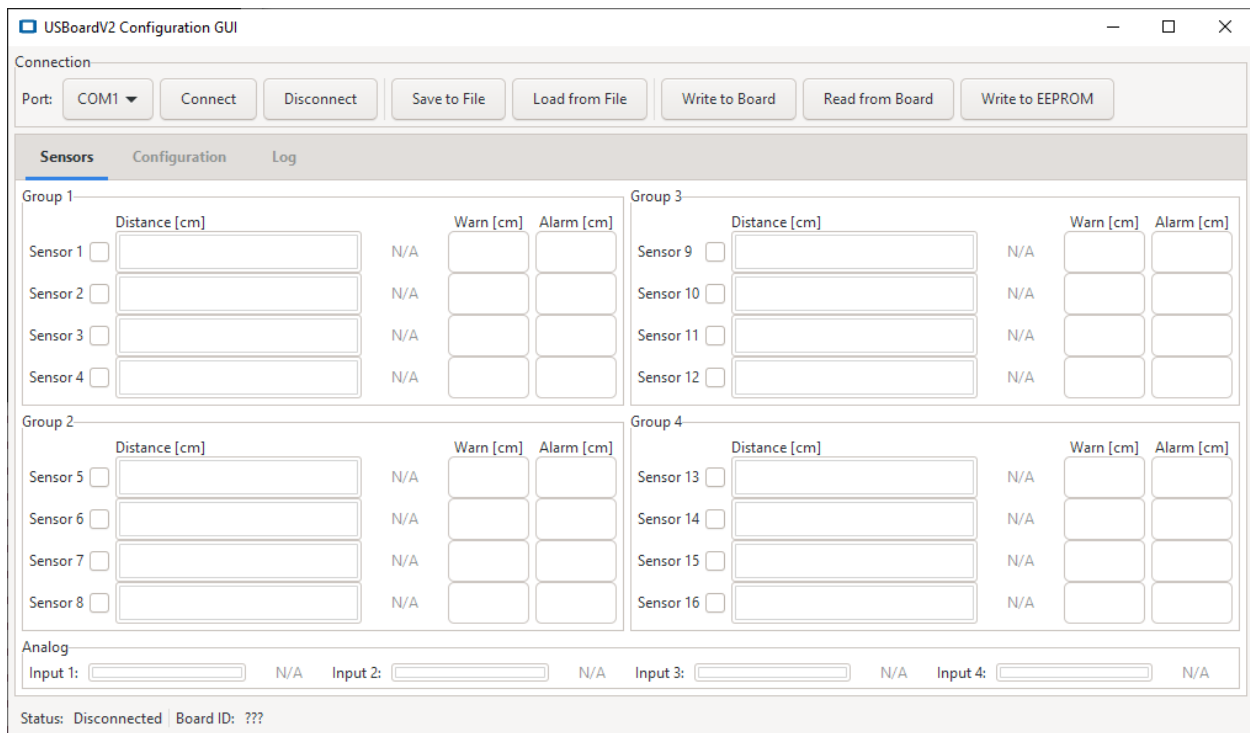 USBoardV2 Configuration GUI
Connection
Port: COM1 Connect Disconnect Save to File Load from File Write to Board Read from Board Write to EEPROM
Sensors Configuration Log
Group 1
Distance [cm] Warn [cm] Alarm [cm]
Sensor 1 N/A
Sensor 2 N/A
Sensor 3 N/A
Sensor 4 N/A
Group 3
Distance [cm] Warn [cm] Alarm [cm]
Sensor 9 N/A
Sensor 10 N/A
Sensor 11 N/A
Sensor 12 N/A
Group 2
Distance [cm] Warn [cm] Alarm [cm]
Sensor 5 N/A
Sensor 6 N/A
Sensor 7 N/A
Sensor 8 N/A
Group 4
Distance [cm] Warn [cm] Alarm [cm]
Sensor 13 N/A
Sensor 14 N/A
Sensor 15 N/A
Sensor 16 N/A
Analog
Input 1: N/A Input 2: N/A Input 3: N/A Input 4: N/A
Status: Disconnected Board ID: ???